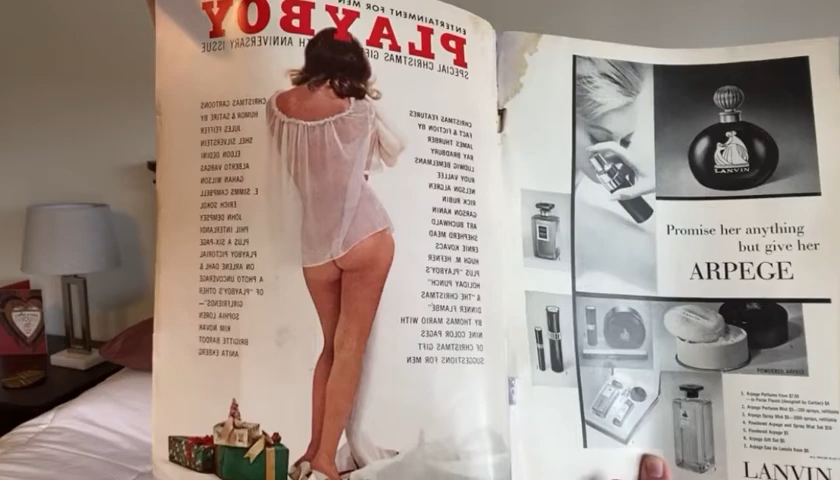 ENTERTAINMENT FOR MEN
PLAYBOY
SPECIAL CHRISTMAS ANNIVERSARY ISSUE
CHRISTMAS FEATURES
FACT & FICTION BY
JAMES THURBER
RAY BRADBURY
LUDWIG BEMELMANS
RUDY VALLEE
NELSON ALGREN
RICK RUBIN
GARSON KANIN
ART BUCHWALD
SHEPHERD MEAD
ERNIE KOVACS
HUGH M. HEFNER
PLUS "PLAYBOY'S
HOLIDAY PUNCH"
& "THE CHRISTMAS
DINNER FLAMBE"
BY THOMAS MARIO WITH
NINE COLOR PAGES
OF CHRISTMAS GIFT
SUGGESTIONS FOR MEN
CHRISTMAS CARTOONS
HUMOR & SATIRE BY
JULES FEIFFER
SHEL SILVERSTEIN
ELDON DEDINI
ALBERTO VARGAS
GAHAN WILSON
E. SIMMS CAMPBELL
ERICH SOKOL
JOHN DEMPSEY
PHIL INTERLANDI
PLUS A SIX-PAGE
PLAYBOY PICTORIAL
ON ARLENE DAHL &
A PHOTO UNCOVERAGE
OF "PLAYBOY'S OTHER
GIRLFRIENDS"—
SOPHIA LOREN
KIM NOVAK
BRIGITTE BARDOT
ANITA EKBERG
LANVIN
Promise her anything
but give her
ARPEGE
POWDERED ARPEGE
LANVIN